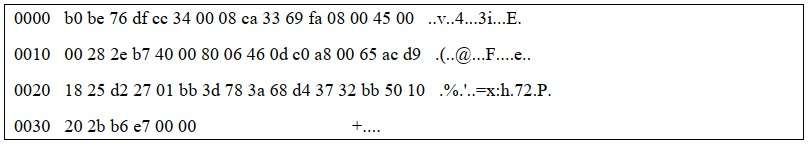 0000 b0 be 76 df cc 34 00 08 ca 33 69 fa 08 00 45 00 ..v..4...3i...E.
0010 00 28 2e b7 40 00 80 06 46 0d c0 a8 00 65 ac d9 .(..@...F....e..
0020 18 25 d2 27 01 bb 3d 78 3a 68 d4 37 32 bb 50 10 .%.'..=x:h.72.P.
0030 20 2b b6 e7 00 00 +....